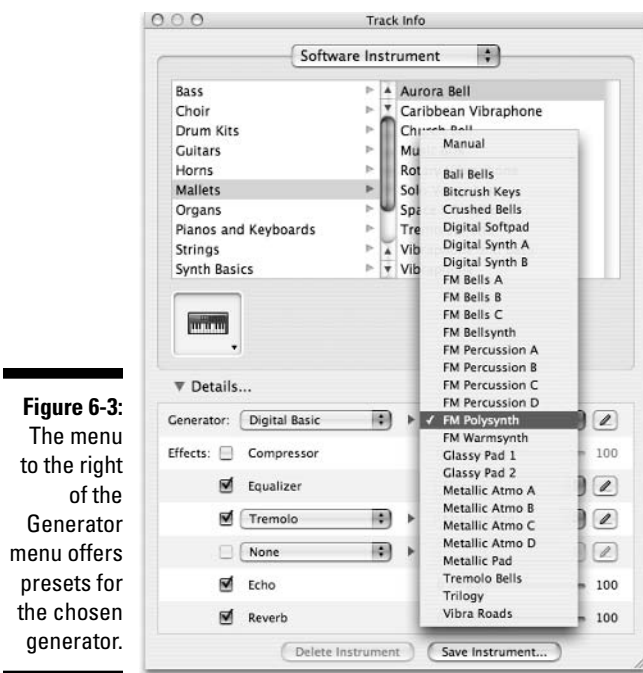 Track Info
Software Instrument
Bass
Choir
Drum Kits
Guitars
Horns
Mallets
Organs
Pianos and Keyboards
Strings
Synth Basics
Aurora Bell
Caribbean Vibraphone
Manual
Bali Bells
Bitcrush Keys
Crushed Bells
Digital Softpad
Digital Synth A
Digital Synth B
FM Bells A
FM Bells B
FM Bells C
FM Bellsynth
FM Percussion A
FM Percussion B
FM Percussion C
FM Percussion D
✓ FM Polysynth
FM Warmsynth
Glassy Pad 1
Glassy Pad 2
Metallic Atmo A
Metallic Atmo B
Metallic Atmo C
Metallic Atmo D
Metallic Pad
Tremolo Bells
Trilogy
Vibra Roads
Details...
Generator: Digital Basic
Effects: Compressor 100
Equalizer
Tremolo
None
Echo 100
Reverb 100
Delete Instrument Save Instrument...
Figure 6-3:
The menu
to the right
of the
Generator
menu offers
presets for
the chosen
generator.